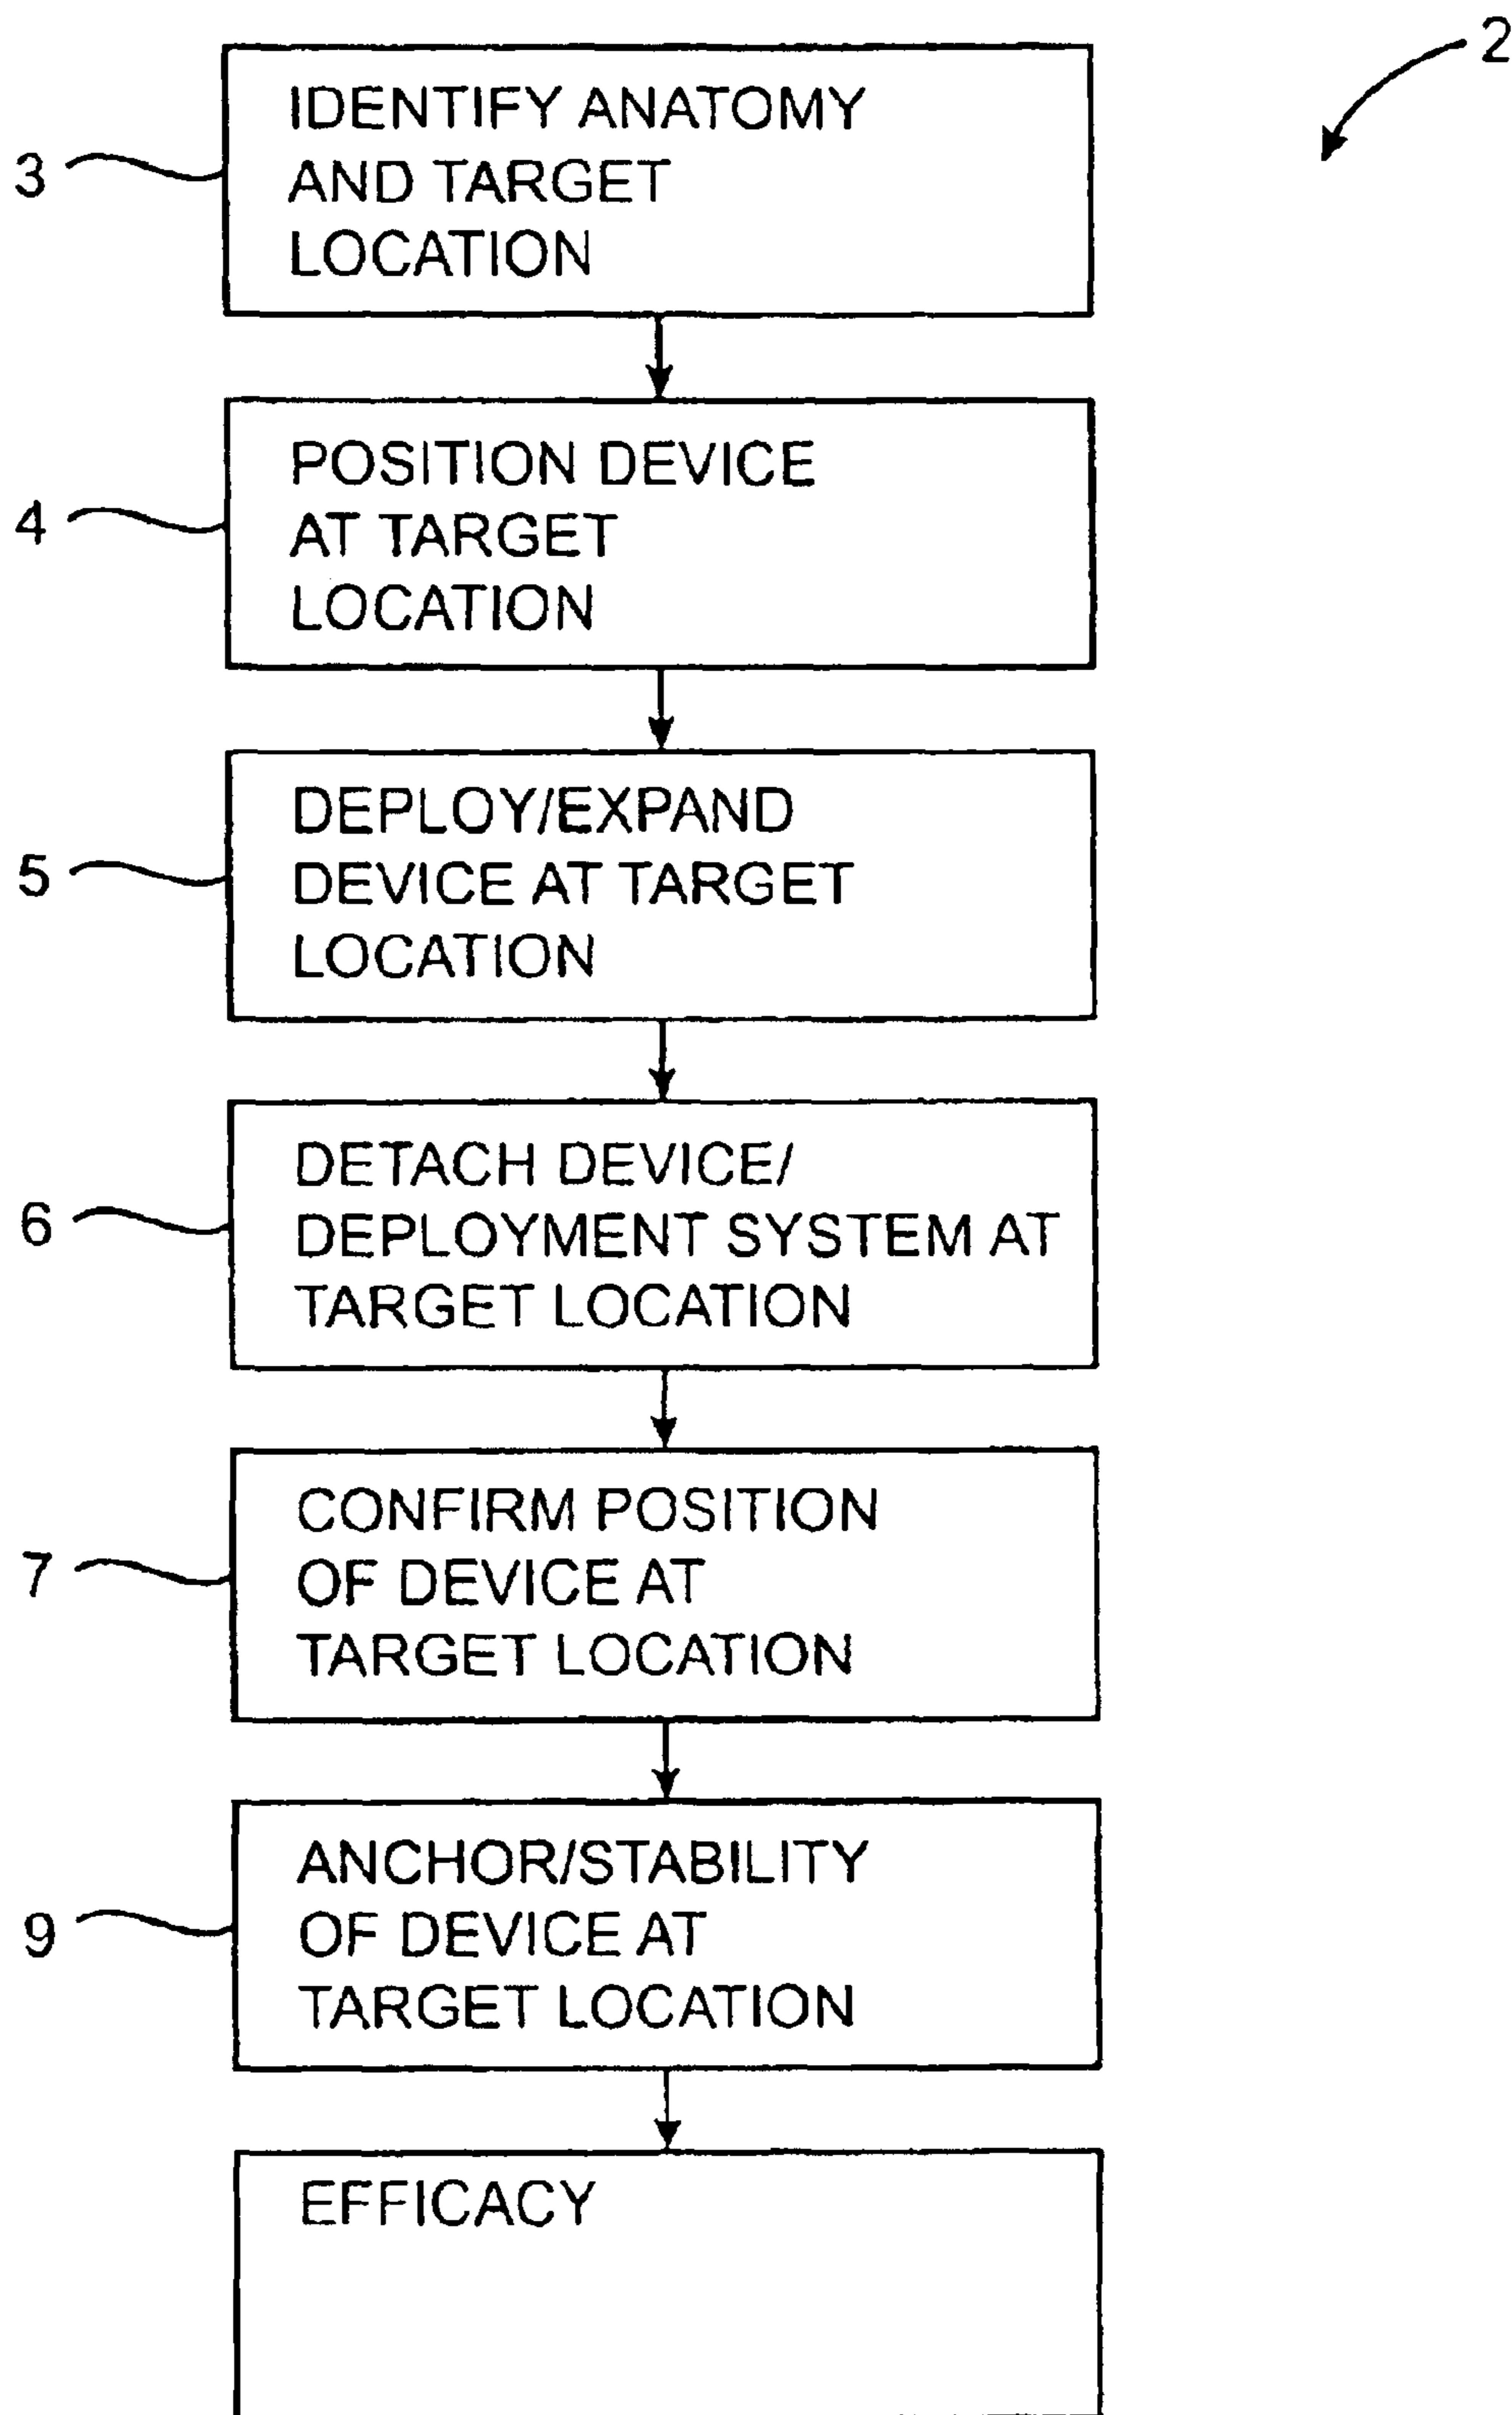 2
3
IDENTIFY ANATOMY
AND TARGET
LOCATION
4
POSITION DEVICE
AT TARGET
LOCATION
5
DEPLOY/EXPAND
DEVICE AT TARGET
LOCATION
6
DETACH DEVICE/
DEPLOYMENT SYSTEM AT
TARGET LOCATION
7
CONFIRM POSITION
OF DEVICE AT
TARGET LOCATION
9
ANCHOR/STABILITY
OF DEVICE AT
TARGET LOCATION
EFFICACY